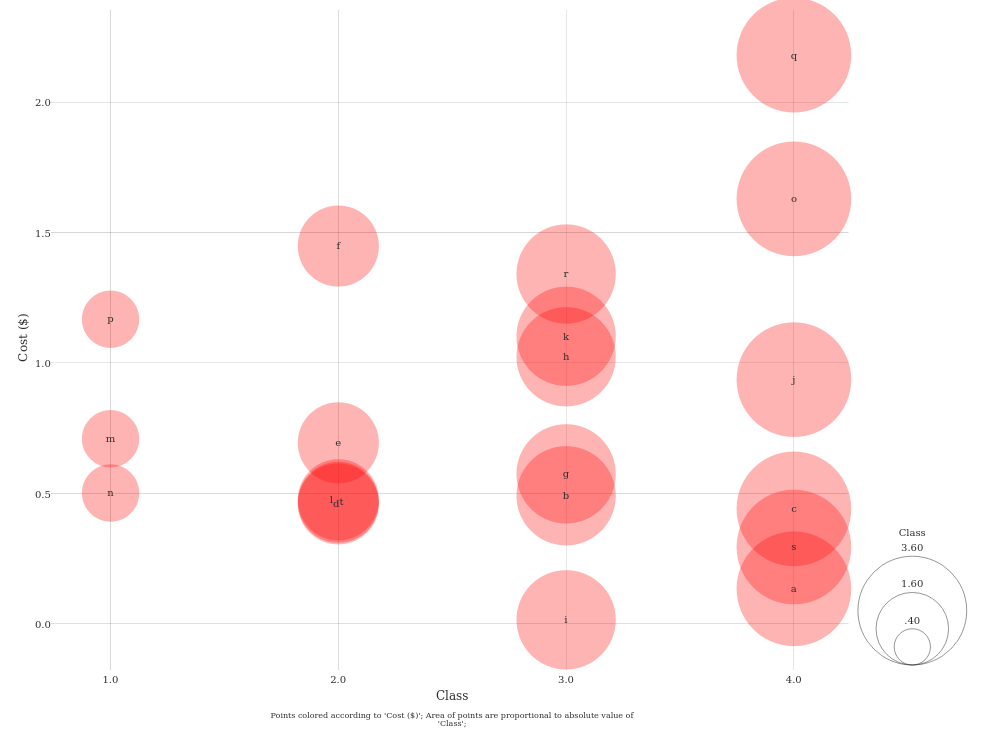 q
2.0
o
1.5
f
r
p
k
Cost ($)
h
1.0
j
m
e
g
n
b
0.5
l
d
t
c
Class
3.60
s
1.60
a
.40
i
0.0
1.0
2.0
3.0
4.0
Class
Points colored according to 'Cost ($)'; Area of points are proportional to absolute value of
'Class';